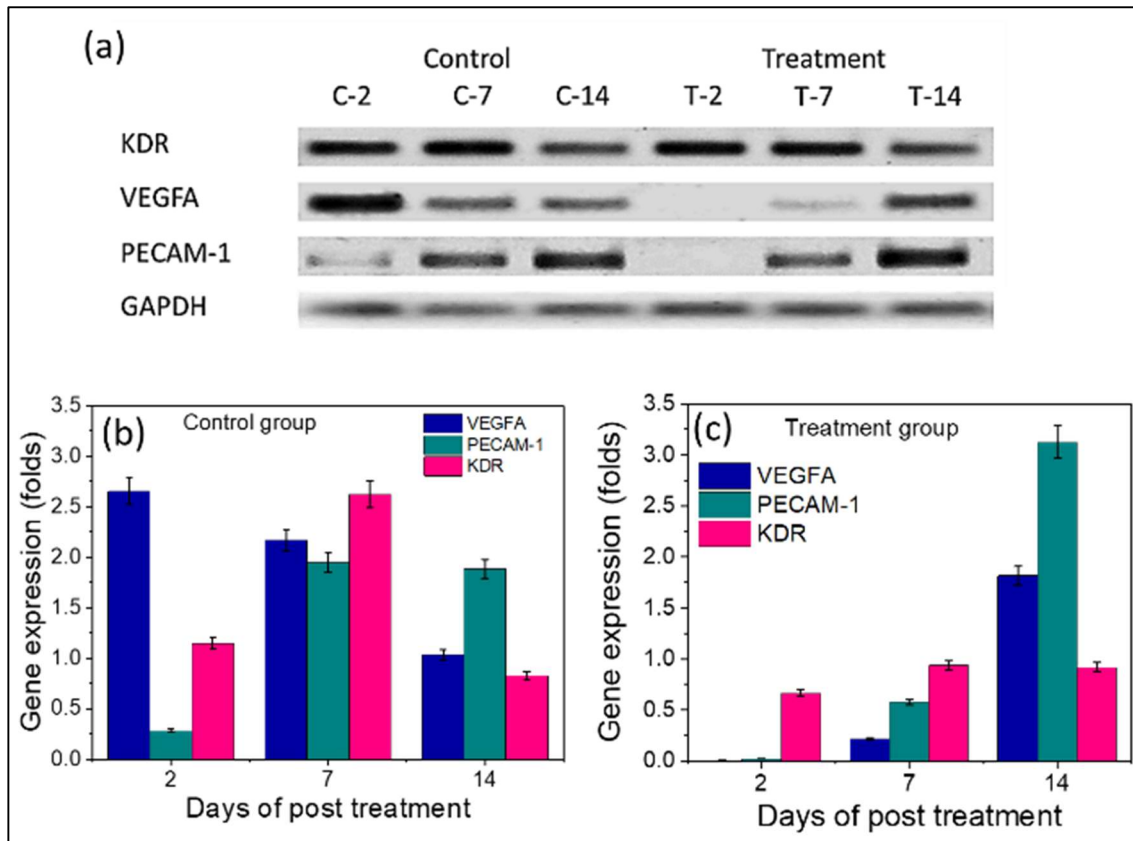 (a)
Control Treatment
C-2 C-7 C-14 T-2 T-7 T-14
KDR
VEGFA
PECAM-1
GAPDH
(b)
Control group
VEGFA
PECAM-1
KDR
Gene expression (folds)
3.5
3.0
2.5
2.0
1.5
1.0
0.5
0.0
2 7 14
Days of post treatment
(c)
Treatment group
VEGFA
PECAM-1
KDR
Gene expression (folds)
3.5
3.0
2.5
2.0
1.5
1.0
0.5
0.0
2 7 14
Days of post treatment